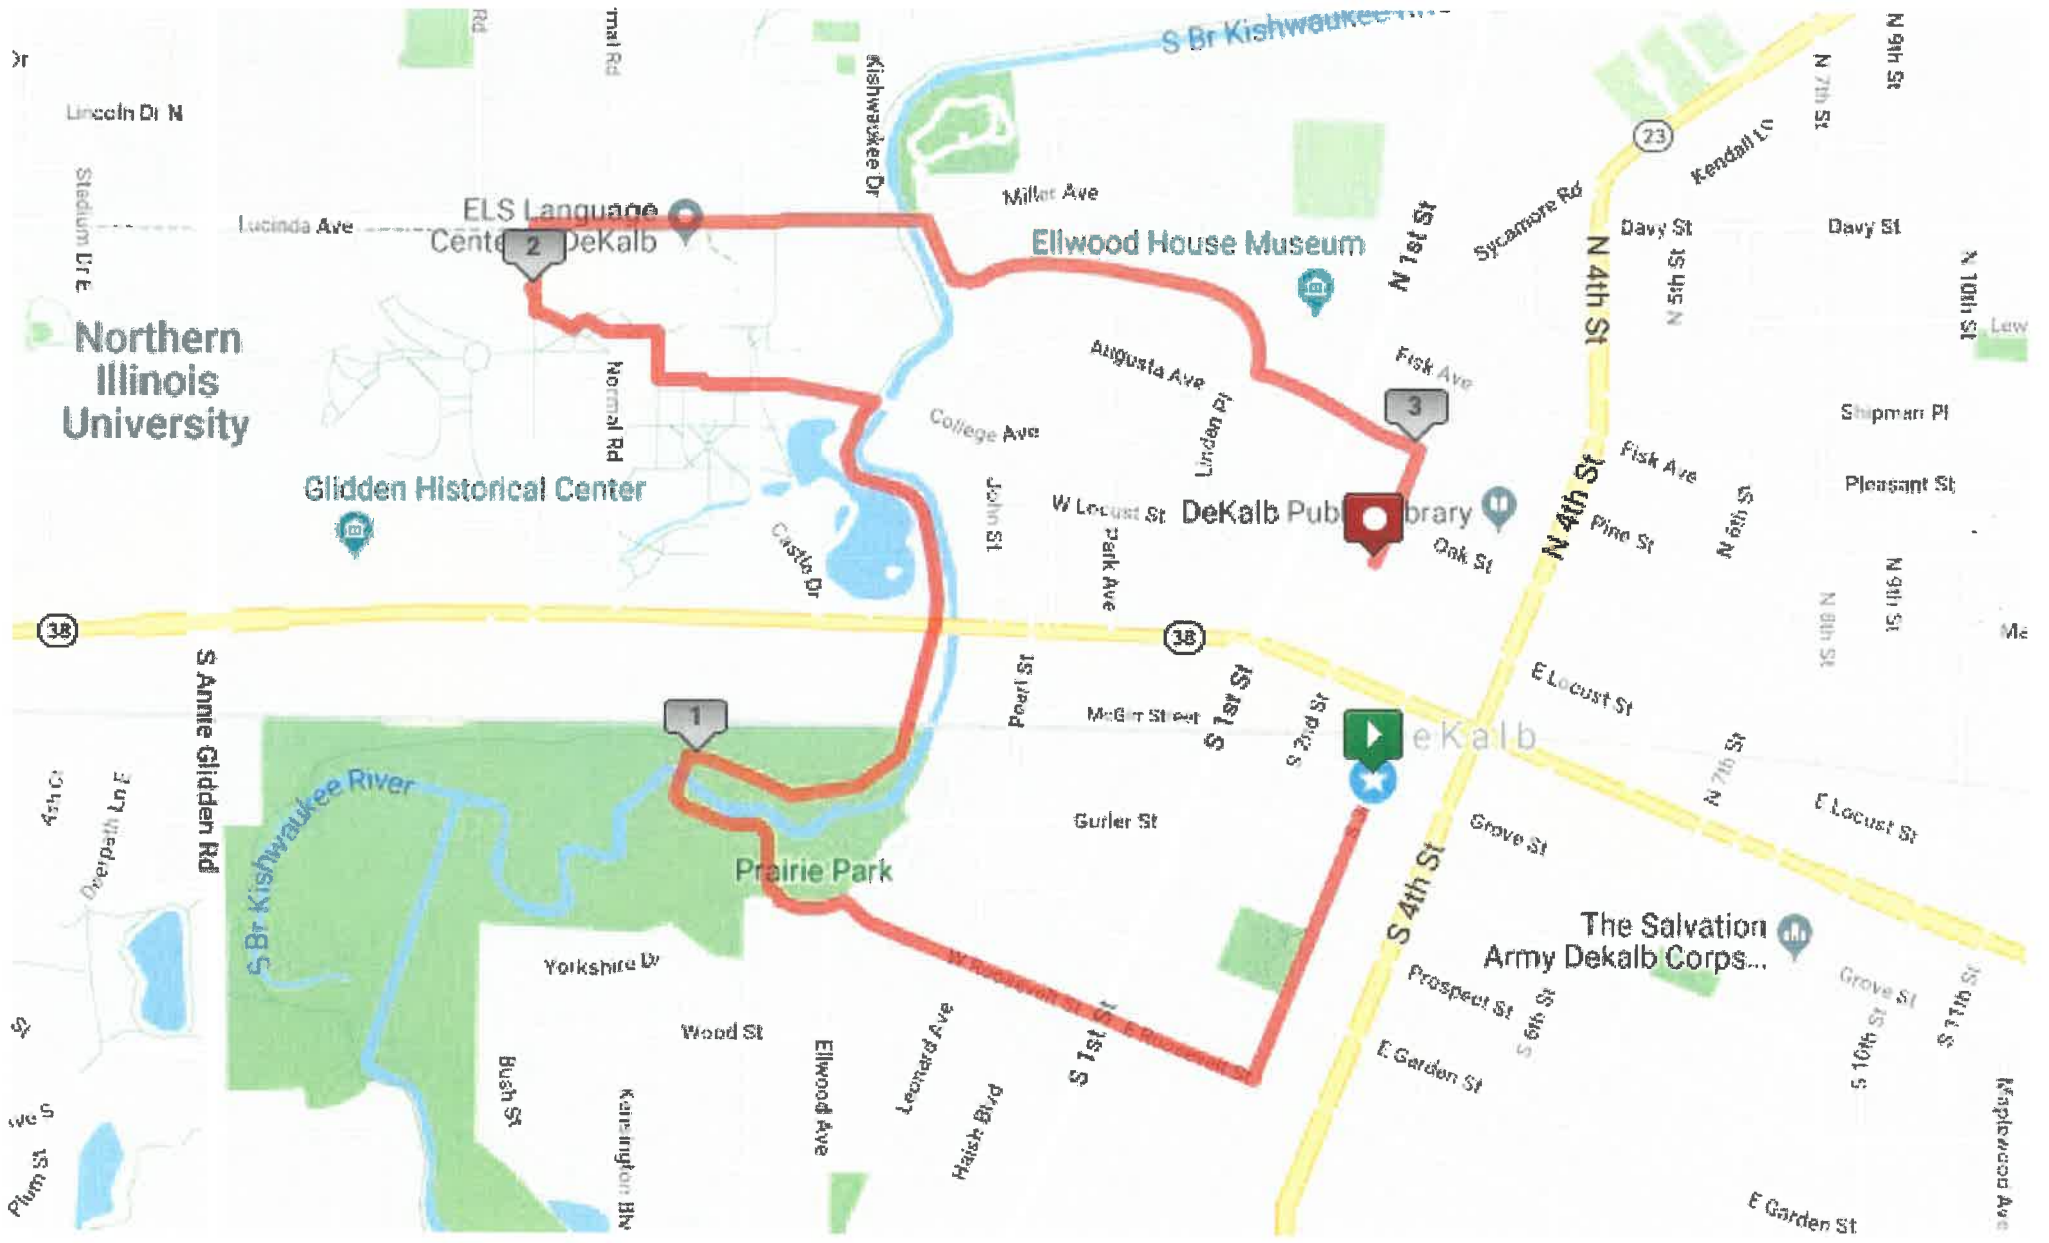 S Br Kishwaukee
N 9th St
Rd
Kishwaukee Dr
N 7th St
Lincoln Dr N
23
Kendall Ln
Stadium Dr E
Miller Ave
ELS Language
Lucinda Ave
DeKalb
2
Ellwood House Museum
N 1st St
Sycamore Rd
Davy St
Davy St
N 4th St
N 5th St
N 10th St
Northern
Illinois
University
Normal Rd
Augusta Ave
Fisk Ave
Lew
3
Linden Pl
College Ave
Shipman Pl
Fisk Ave
Pleasant St
Glidden Historical Center
John St
W Locust St
DeKalb
N 4th St
Pine St
N 6th St
Oak St
Castle Dr
Park Ave
N 9th St
N 8th St
38
38
S Annie Glidden Rd
Pearl St
S 1st St
S 2nd St
E Locust St
1
McGirr Street
eKalb
N 7th St
S Br Kishwaukee River
Deerpath Ln E
Gurler St
Grove St
E Locust St
Prairie Park
S 4th St
The Salvation
Army Dekalb Corps...
Yorkshire Dr
W Roosevelt St
E Roosevelt St
Prospect St
S 6th St
Grove St
S 11th St
S 10th St
Wood St
Leonard Ave
S 1st St
E Garden St
Bush St
Ellwood Ave
Haish Blvd
Plum St
Maplewood Ave
E Garden St